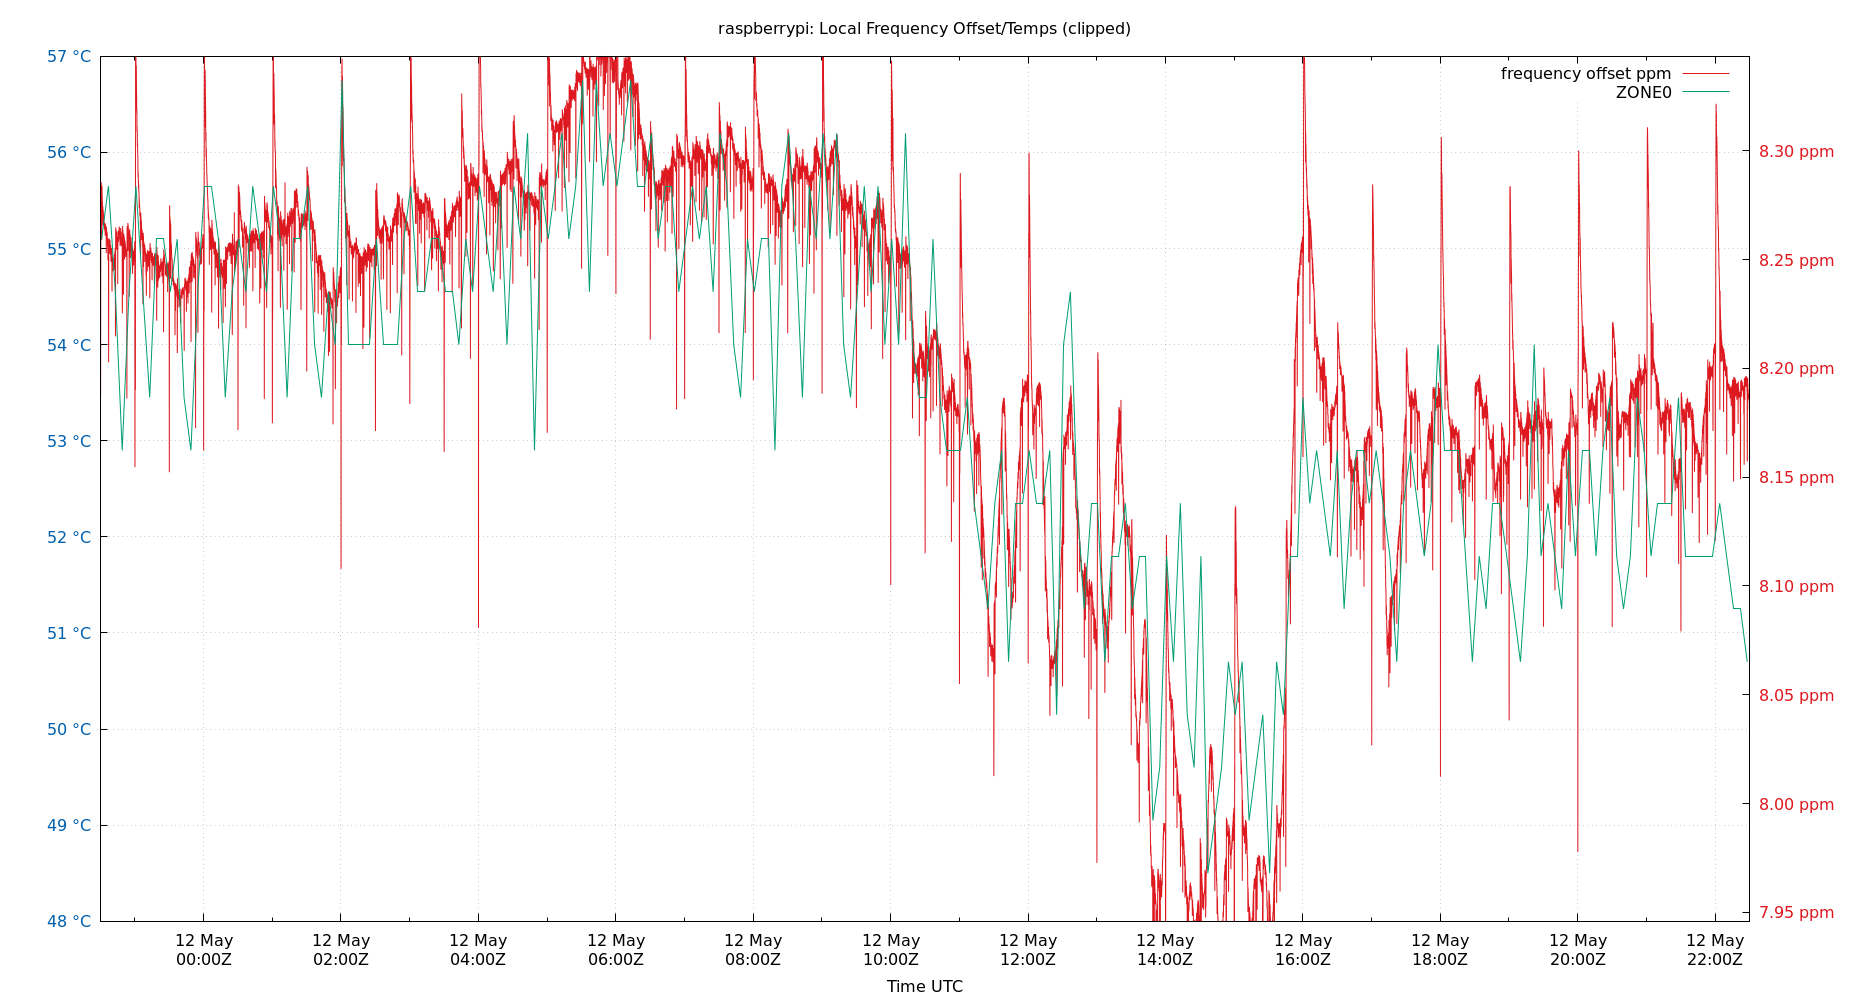 raspberrypi: Local Frequency Offset/Temps (clipped)
frequency offset ppm
ZONE0
57 °C
56 °C
55 °C
54 °C
53 °C
52 °C
51 °C
50 °C
49 °C
48 °C
8.30 ppm
8.25 ppm
8.20 ppm
8.15 ppm
8.10 ppm
8.05 ppm
8.00 ppm
7.95 ppm
12 May
00:00Z
12 May
02:00Z
12 May
04:00Z
12 May
06:00Z
12 May
08:00Z
12 May
10:00Z
12 May
12:00Z
12 May
14:00Z
12 May
16:00Z
12 May
18:00Z
12 May
20:00Z
12 May
22:00Z
Time UTC